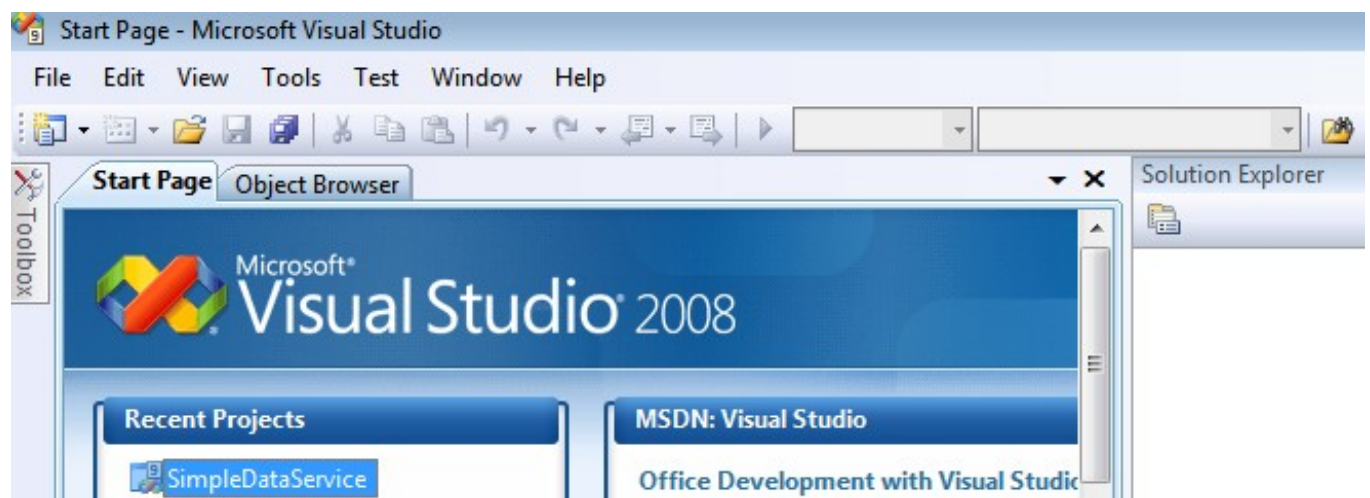 Start Page - Microsoft Visual Studio
File Edit View Tools Test Window Help
Toolbox
Start Page Object Browser
Solution Explorer
Microsoft®
Visual Studio® 2008
Recent Projects
MSDN: Visual Studio
SimpleDataService
Office Development with Visual Studio